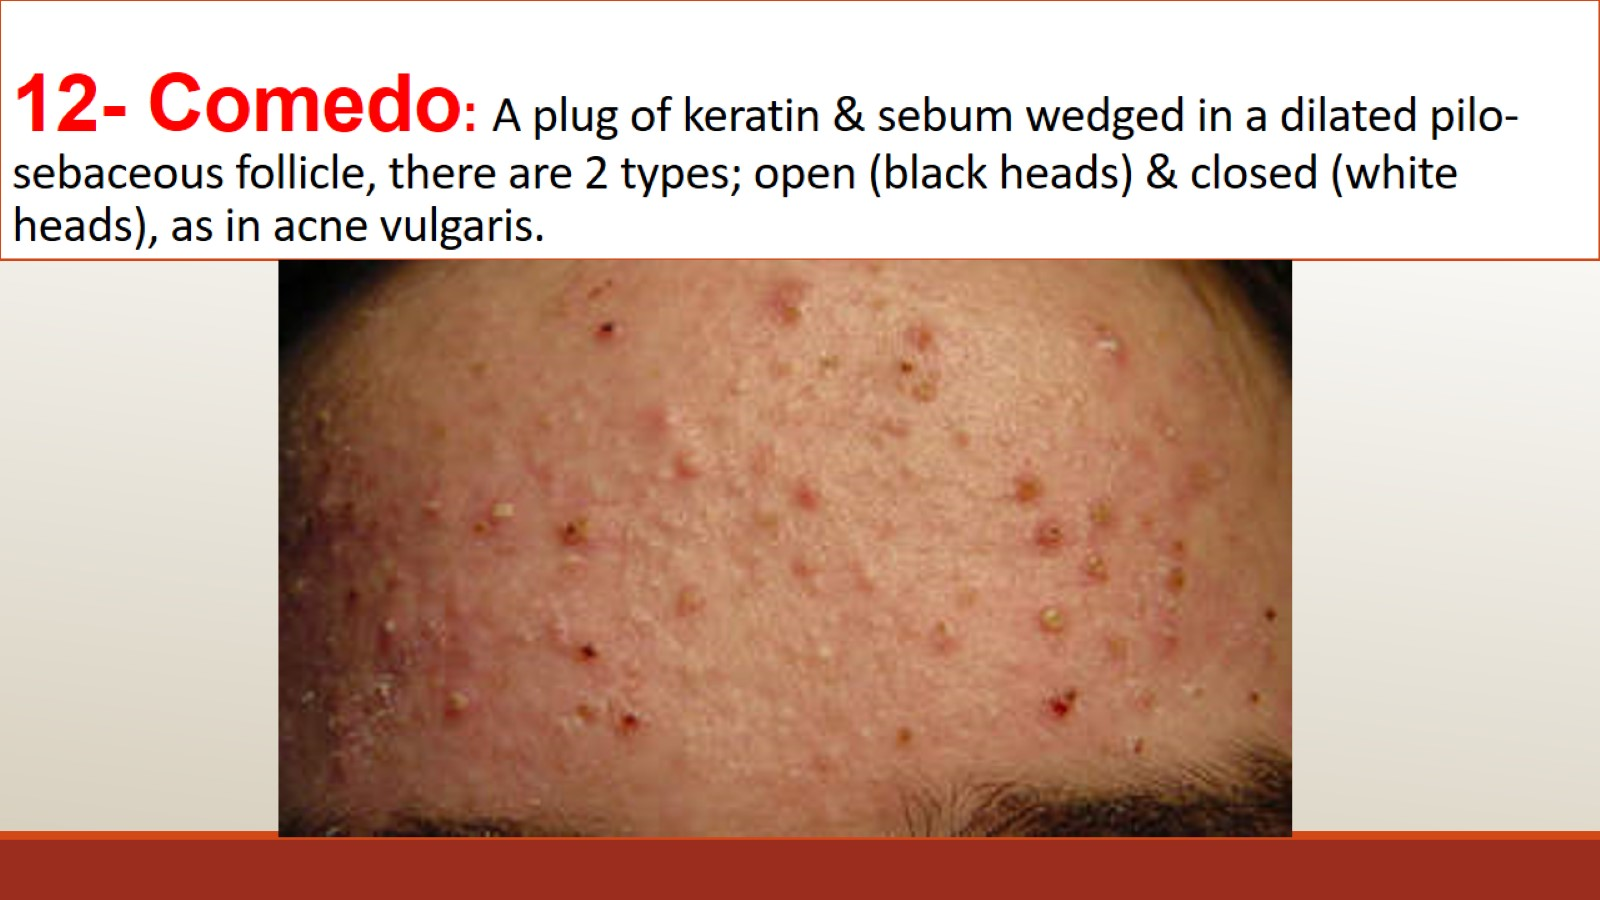 12- Comedo: A plug of keratin & sebum wedged in a dilated pilo-
sebaceous follicle, there are 2 types; open (black heads) & closed (white
heads), as in acne vulgaris.